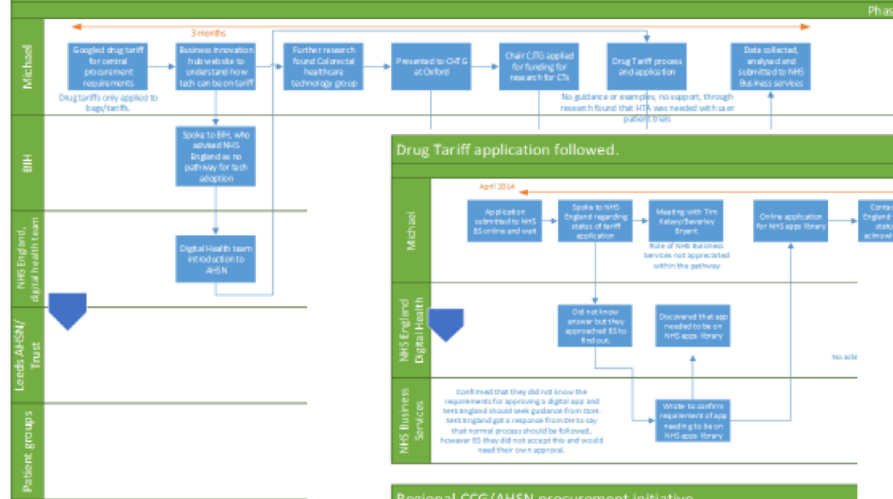 Phas
3 months
Michael
Googled drug tariff
for central
procurement
requirements
Business Innovation
hub website to
understand how
tech can be on tariff
Further research
found Colorectal
healthcare
technology group
Presented to CHTG
at Oxford
Chair CJTG applied
for funding for
research for CTs
Drug Tariff process
and application
Data collected,
analysed and
submitted to NHS
Business services
Drug tariffs only applied to
bags/tariffs.
No guidance or examples, no support, through
research found that HTA was needed with user
patient trials
BIH
Spoke to BIH, who
advised NHS
England as no
pathway for tech
adoption
NHS England,
digital health team
Digital Health team
introduction to
AHSN
Leeds AHSN/
Trust
Patient groups
Drug Tariff application followed.
April 2014
Michael
Application
submitted to NHS
BS online and wait
Spoke to NHS
England regarding
status of tariff
application
Meeting with Tim
Bryant
Online application
for NHS apps library
Conta
England
statu
acknowl
Role of NHS Business
Services not appreciated
within the pathway
NHS England
Digital Health
Did not know
answer but they
approached BS to
find out.
Discovered that app
needed to be on
NHS apps library
No ackn
NHS Business
Services
Confirmed that they did not know the
requirements for approving a digital app and
NHS England should seek guidance from DoH.
NHS England got a response from DH to say
that normal process should be followed,
however BS they did not accept this and would
need their own approval.
Wrote to confirm
requirement of app
needing to be on
NHS apps library
Regional CCG/AHSN procurement initiative